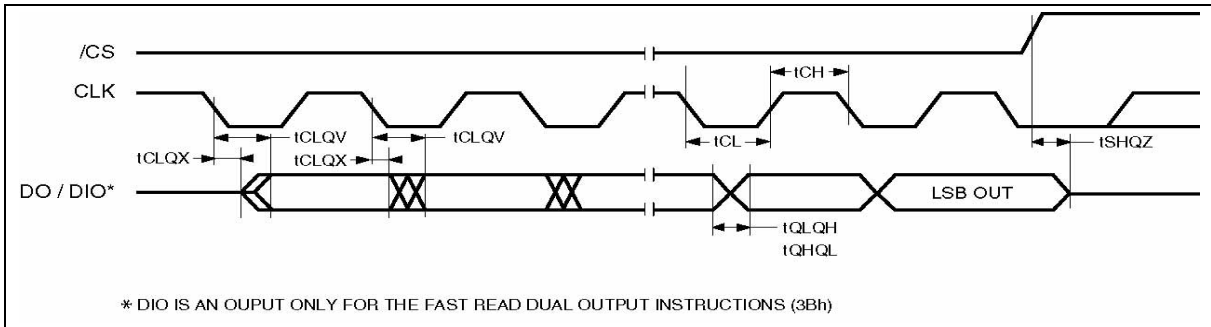 /CS
tCH
CLK
tCLQV
tCLQV
tCLQX
tCLQX
tCL
tSHQZ
DO / DIO*
LSB OUT
tQLQH
tQHQL
* DIO IS AN OUPUT ONLY FOR THE FAST READ DUAL OUTPUT INSTRUCTIONS (3Bh)